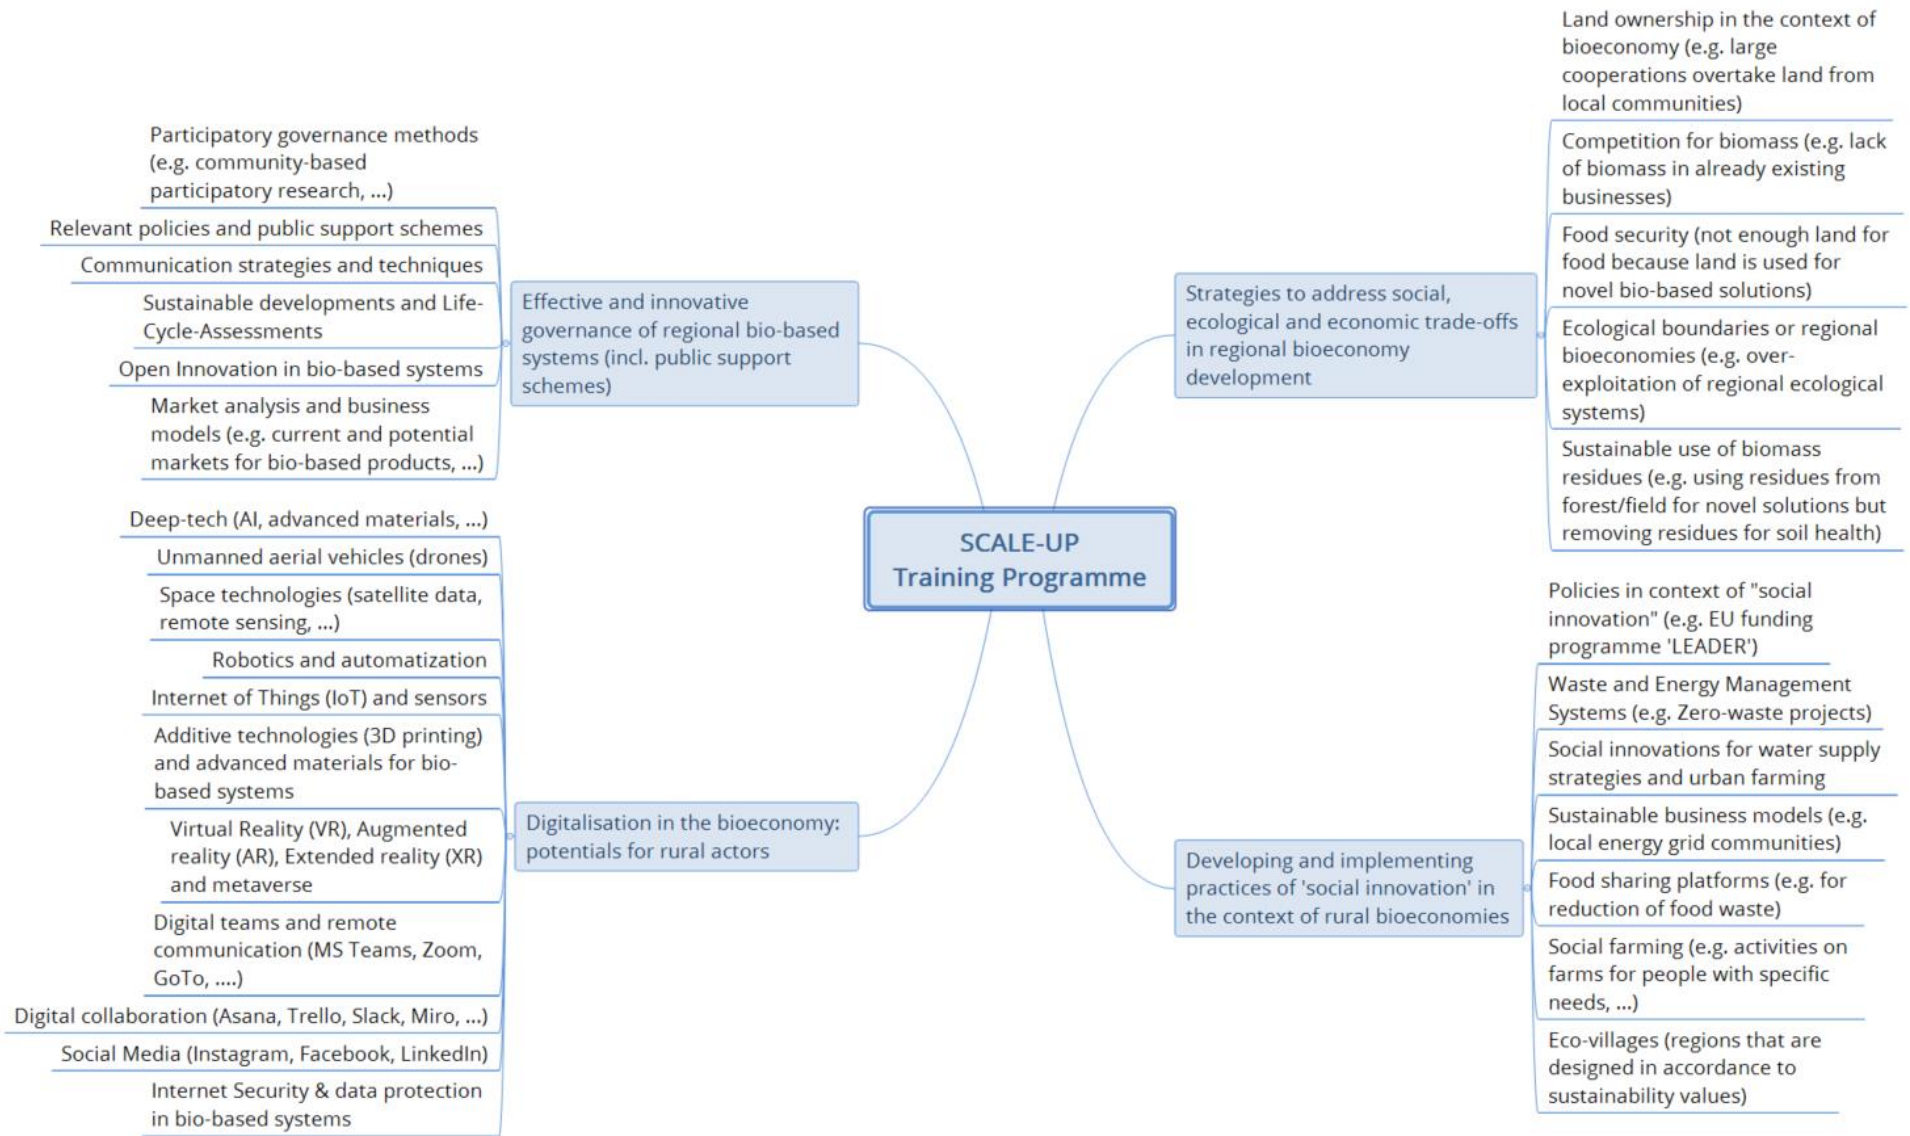 SCALE-UP
Training Programme
Effective and innovative
governance of regional bio-based
systems (incl. public support
schemes)
Participatory governance methods
(e.g. community-based
participatory research, ...)
Relevant policies and public support schemes
Communication strategies and techniques
Sustainable developments and Life-
Cycle-Assessments
Open Innovation in bio-based systems
Market analysis and business
models (e.g. current and potential
markets for bio-based products, ...)
Digitalisation in the bioeconomy:
potentials for rural actors
Deep-tech (AI, advanced materials, ...)
Unmanned aerial vehicles (drones)
Space technologies (satellite data,
remote sensing, ...)
Robotics and automatization
Internet of Things (IoT) and sensors
Additive technologies (3D printing)
and advanced materials for bio-
based systems
Virtual Reality (VR), Augmented
reality (AR), Extended reality (XR)
and metaverse
Digital teams and remote
communication (MS Teams, Zoom,
GoTo, ....)
Digital collaboration (Asana, Trello, Slack, Miro, ...)
Social Media (Instagram, Facebook, LinkedIn)
Internet Security & data protection
in bio-based systems
Strategies to address social,
ecological and economic trade-offs
in regional bioeconomy
development
Land ownership in the context of
bioeconomy (e.g. large
cooperations overtake land from
local communities)
Competition for biomass (e.g. lack
of biomass in already existing
businesses)
Food security (not enough land for
food because land is used for
novel bio-based solutions)
Ecological boundaries or regional
bioeconomies (e.g. over-
exploitation of regional ecological
systems)
Sustainable use of biomass
residues (e.g. using residues from
forest/field for novel solutions but
removing residues for soil health)
Developing and implementing
practices of 'social innovation' in
the context of rural bioeconomies
Policies in context of "social
innovation" (e.g. EU funding
programme 'LEADER')
Waste and Energy Management
Systems (e.g. Zero-waste projects)
Social innovations for water supply
strategies and urban farming
Sustainable business models (e.g.
local energy grid communities)
Food sharing platforms (e.g. for
reduction of food waste)
Social farming (e.g. activities on
farms for people with specific
needs, ...)
Eco-villages (regions that are
designed in accordance to
sustainability values)